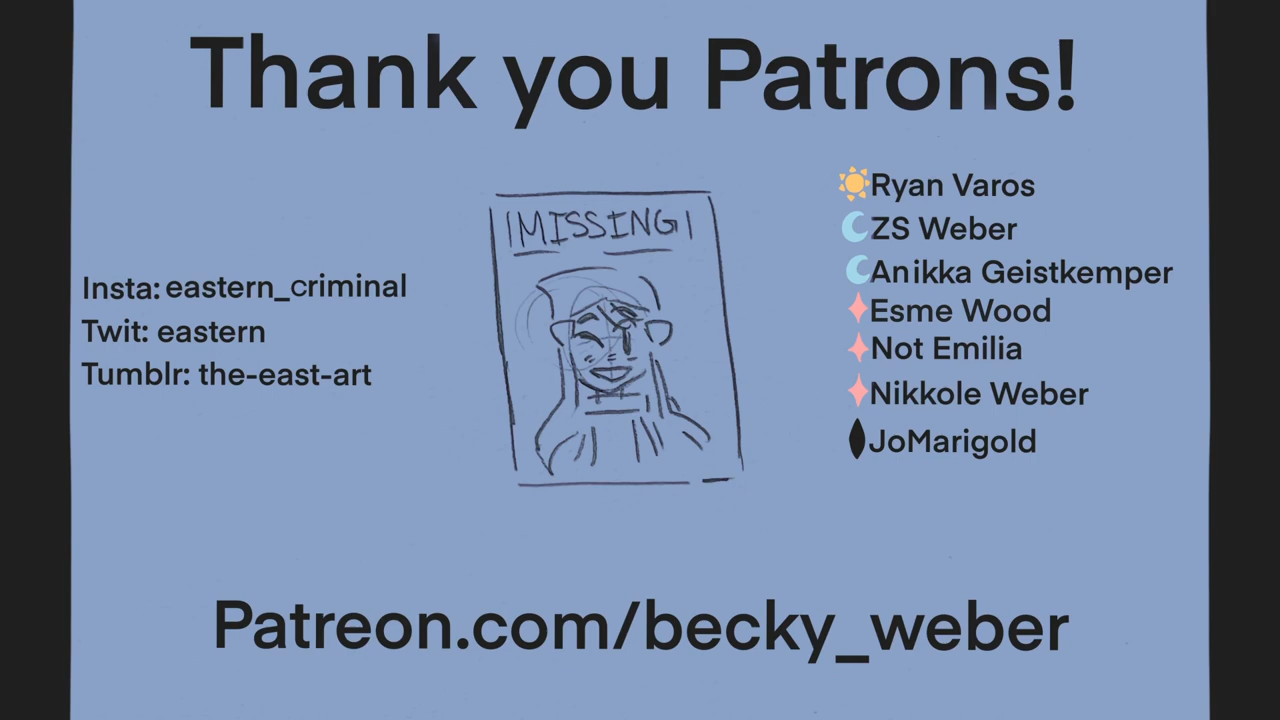 Thank you Patrons!
|MISSING|
Insta: eastern_criminal
Twit: eastern
Tumblr: the-east-art
Ryan Varos
ZS Weber
Anikka Geistkemper
Esme Wood
Not Emilia
Nikkole Weber
JoMarigold
Patreon.com/becky_weber